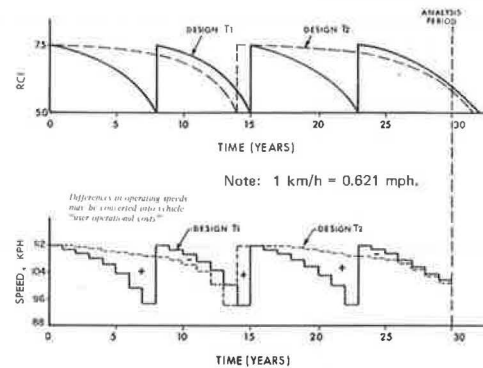 ANALYSIS
PERIOD
DESIGN T1
DESIGN T2
7.5
RCI
5.0
0 5 10 15 20 25 30
TIME (YEARS)
Note: 1 km/h = 0.621 mph.
Differences in operating speeds
may be converted into vehicle
"user operational costs"
DESIGN T1
DESIGN T2
SPEED, KPH
92
104
96
88
+ - + + -
0 5 10 15 20 25 30
TIME (YEARS)